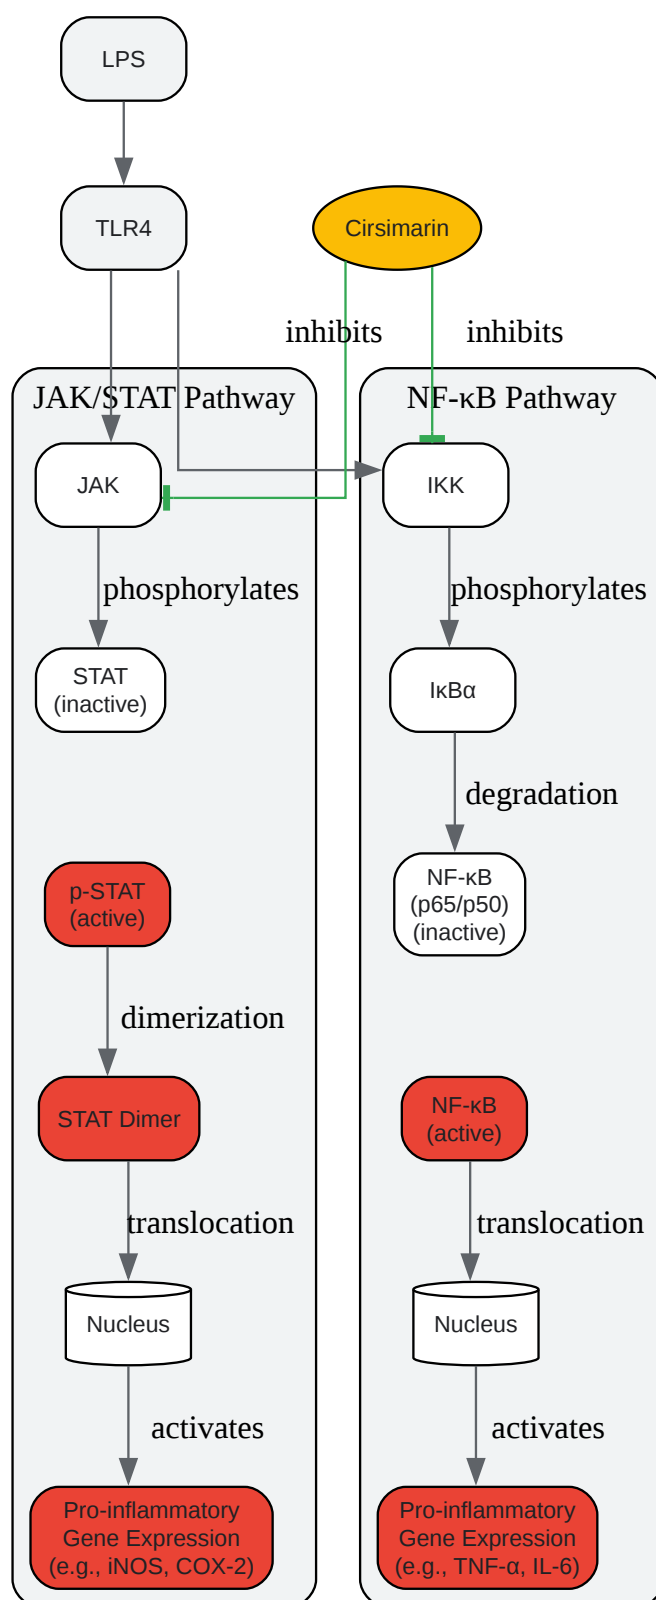 LPS
TLR4
Cirsimarin
inhibits
inhibits
JAK/STAT Pathway
JAK
phosphorylates
STAT
(inactive)
p-STAT
(active)
dimerization
STAT Dimer
translocation
Nucleus
activates
Pro-inflammatory
Gene Expression
(e.g., iNOS, COX-2)
NF-κB Pathway
IKK
phosphorylates
IκBα
degradation
NF-κB
(p65/p50)
(inactive)
NF-κB
(active)
translocation
Nucleus
activates
Pro-inflammatory
Gene Expression
(e.g., TNF-α, IL-6)